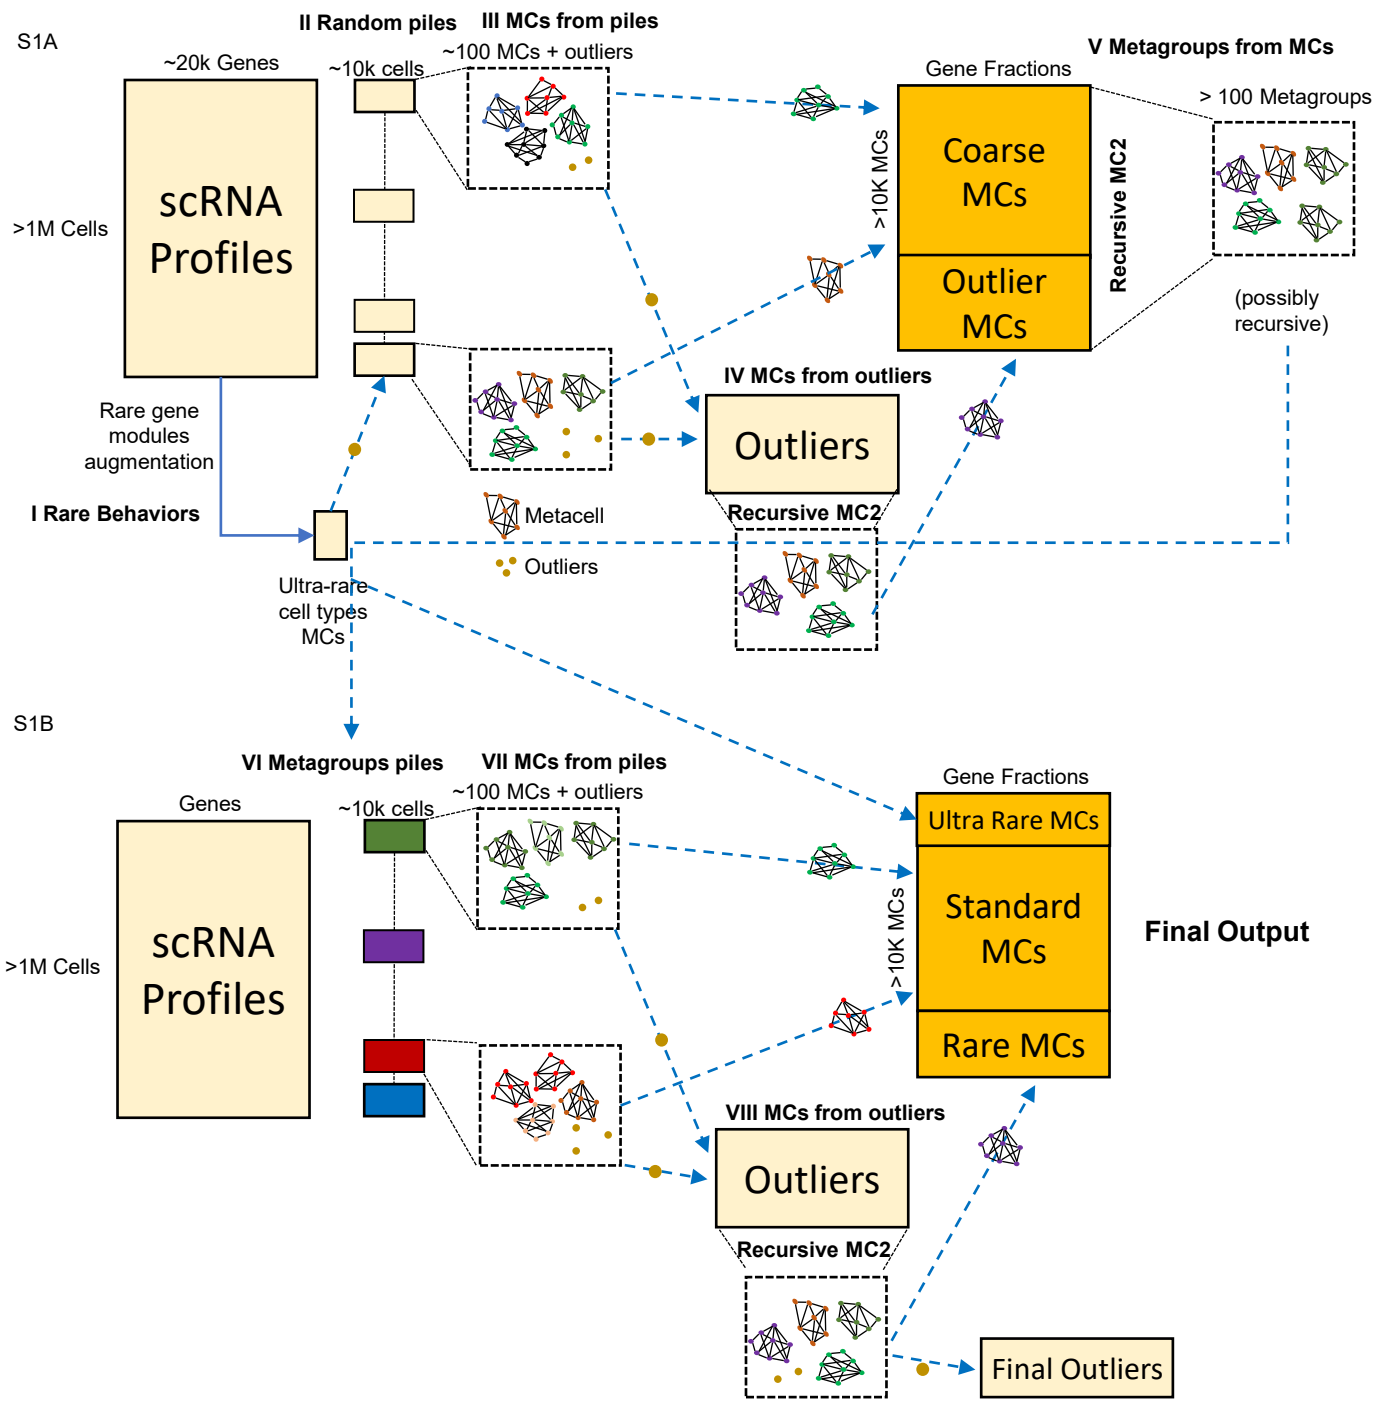 S1A
II Random piles
III MCs from piles
V Metagroups from MCs
~20k Genes
~10k cells
~100 MCs + outliers
Gene Fractions
> 100 Metagroups
scRNA
Profiles
>1M Cells
>10K MCs
Coarse
MCs
Outlier
MCs
Recursive MC2
(possibly
recursive)
IV MCs from outliers
Outliers
Recursive MC2
Rare gene
modules
augmentation
I Rare Behaviors
Metacell
Outliers
Ultra-rare
cell types
MCs
S1B
VI Metagroups piles
VII MCs from piles
Genes
~10k cells
~100 MCs + outliers
Gene Fractions
scRNA
Profiles
>1M Cells
>10K MCs
Ultra Rare MCs
Standard
MCs
Rare MCs
Final Output
VIII MCs from outliers
Outliers
Recursive MC2
Final Outliers